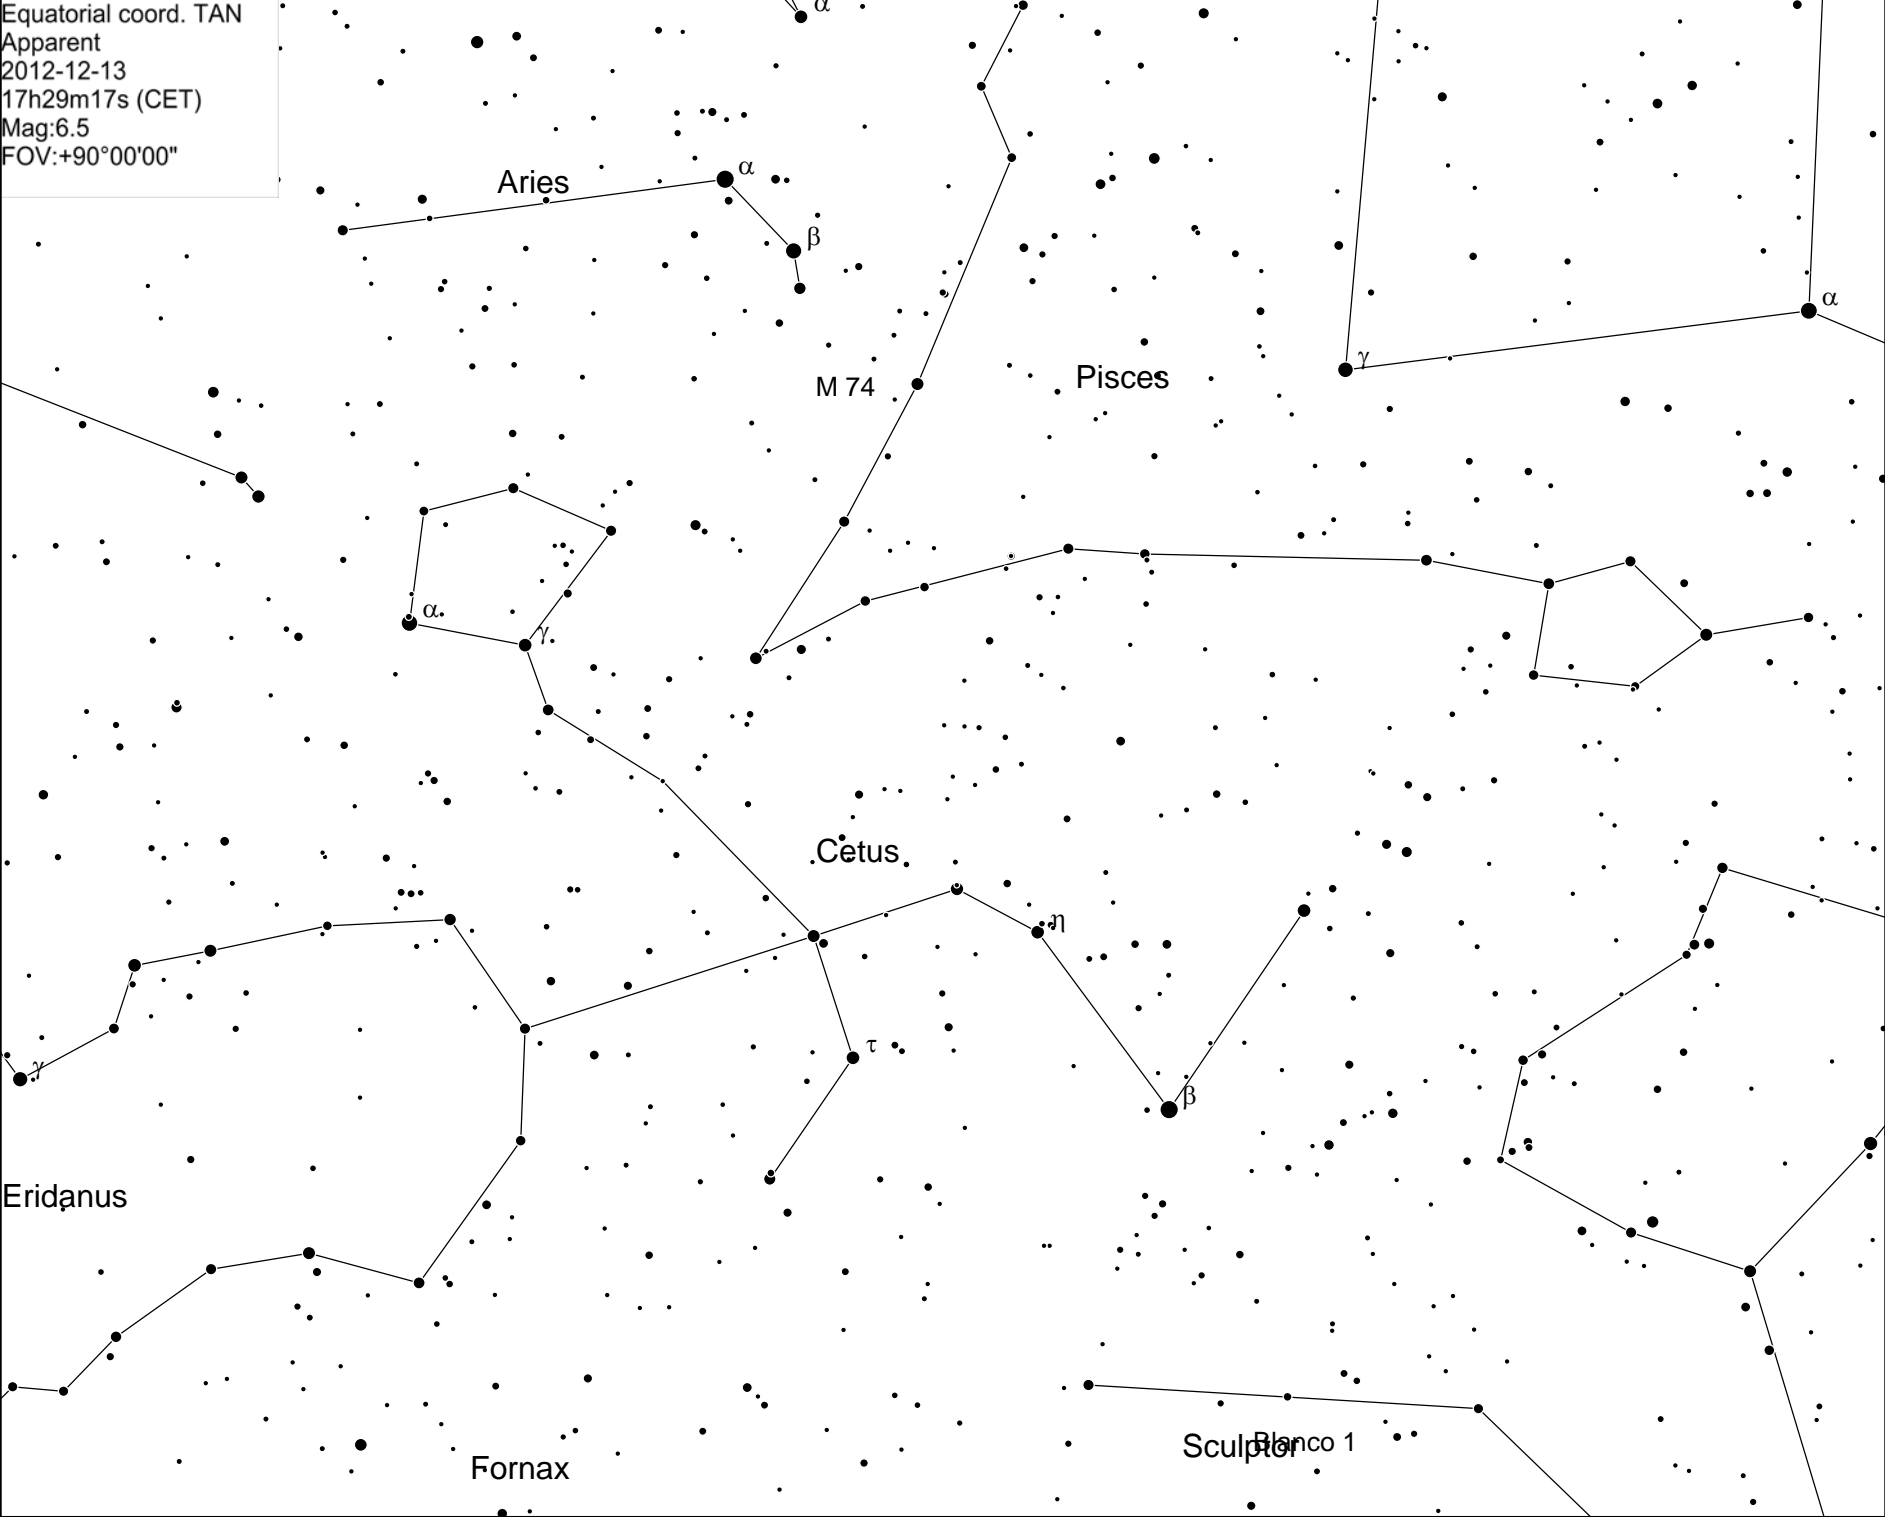 Equatorial coord. TAN
Apparent
2012-12-13
17h29m17s (CET)
Mag:6.5
FOV:+90°00'00"
α
Aries
α
β
α
γ
M 74
Pisces
α
γ
Cetus
η
τ
γ
β
Eridanus
Sculptor
Blanco 1
Fornax